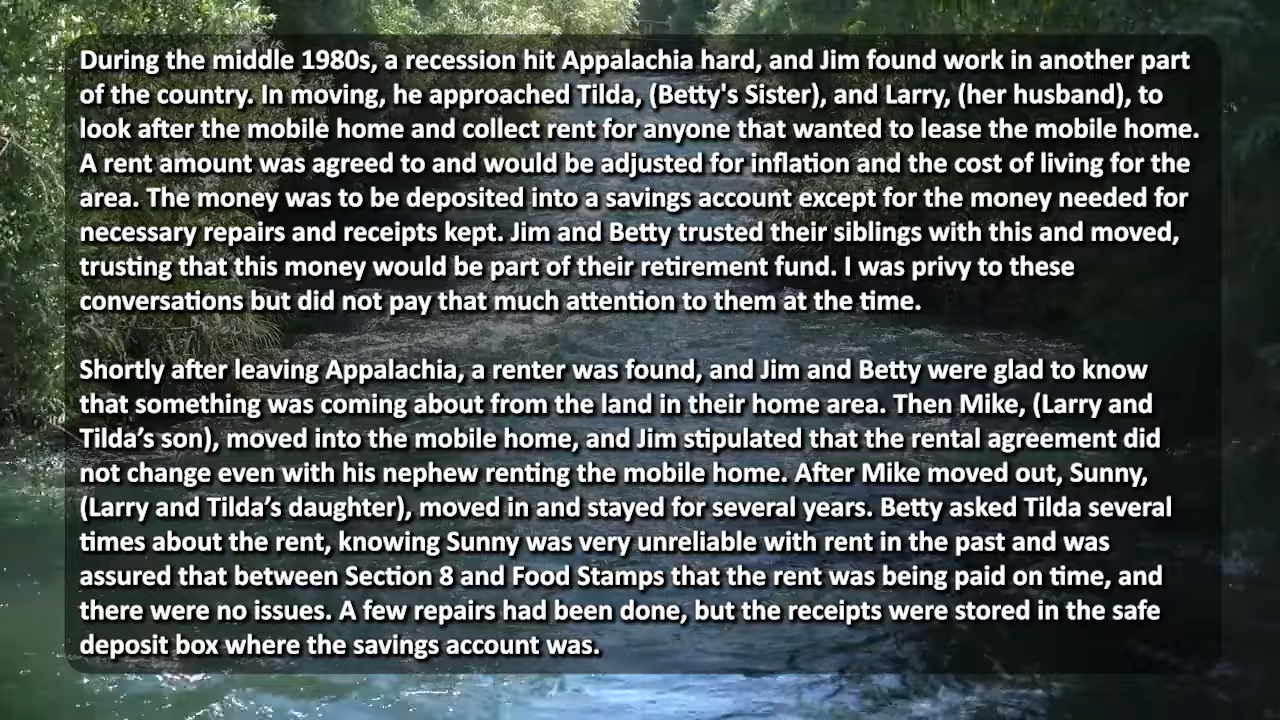 During the middle 1980s, a recession hit Appalachia hard, and Jim found work in another part
of the country. In moving, he approached Tilda, (Betty's Sister), and Larry, (her husband), to
look after the mobile home and collect rent for anyone that wanted to lease the mobile home.
A rent amount was agreed to and would be adjusted for inflation and the cost of living for the
area. The money was to be deposited into a savings account except for the money needed for
necessary repairs and receipts kept. Jim and Betty trusted their siblings with this and moved,
trusting that this money would be part of their retirement fund. I was privy to these
conversations but did not pay that much attention to them at the time.

Shortly after leaving Appalachia, a renter was found, and Jim and Betty were glad to know
that something was coming about from the land in their home area. Then Mike, (Larry and
Tilda’s son), moved into the mobile home, and Jim stipulated that the rental agreement did
not change even with his nephew renting the mobile home. After Mike moved out, Sunny,
(Larry and Tilda’s daughter), moved in and stayed for several years. Betty asked Tilda several
times about the rent, knowing Sunny was very unreliable with rent in the past and was
assured that between Section 8 and Food Stamps that the rent was being paid on time, and
there were no issues. A few repairs had been done, but the receipts were stored in the safe
deposit box where the savings account was.